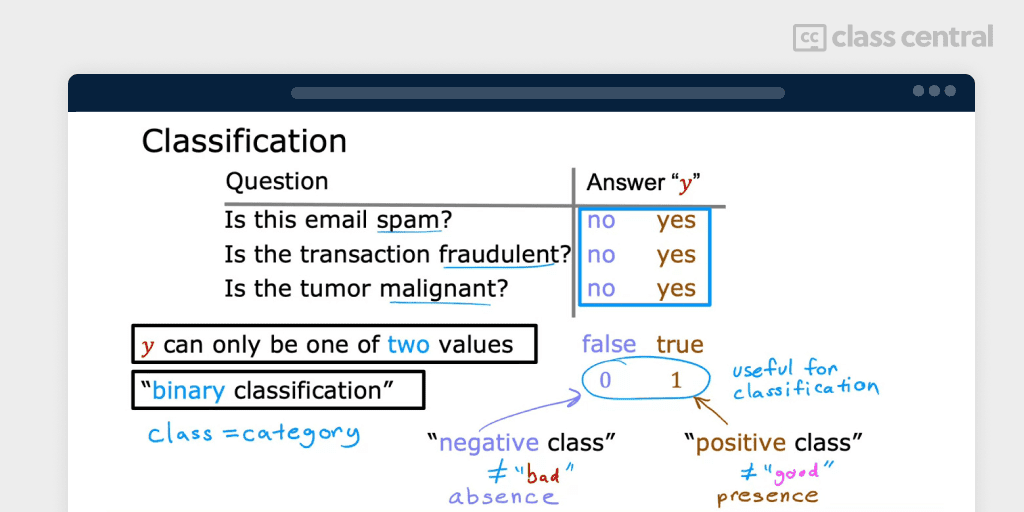 cc class central
Classification
Question Answer “y”
Is this email spam? no yes
Is the transaction fraudulent? no yes
Is the tumor malignant? no yes
y can only be one of two values false true
0 1 useful for
classification
“binary classification”
class = category
“negative class” “positive class”
≠ "bad" ≠ "good"
absence presence